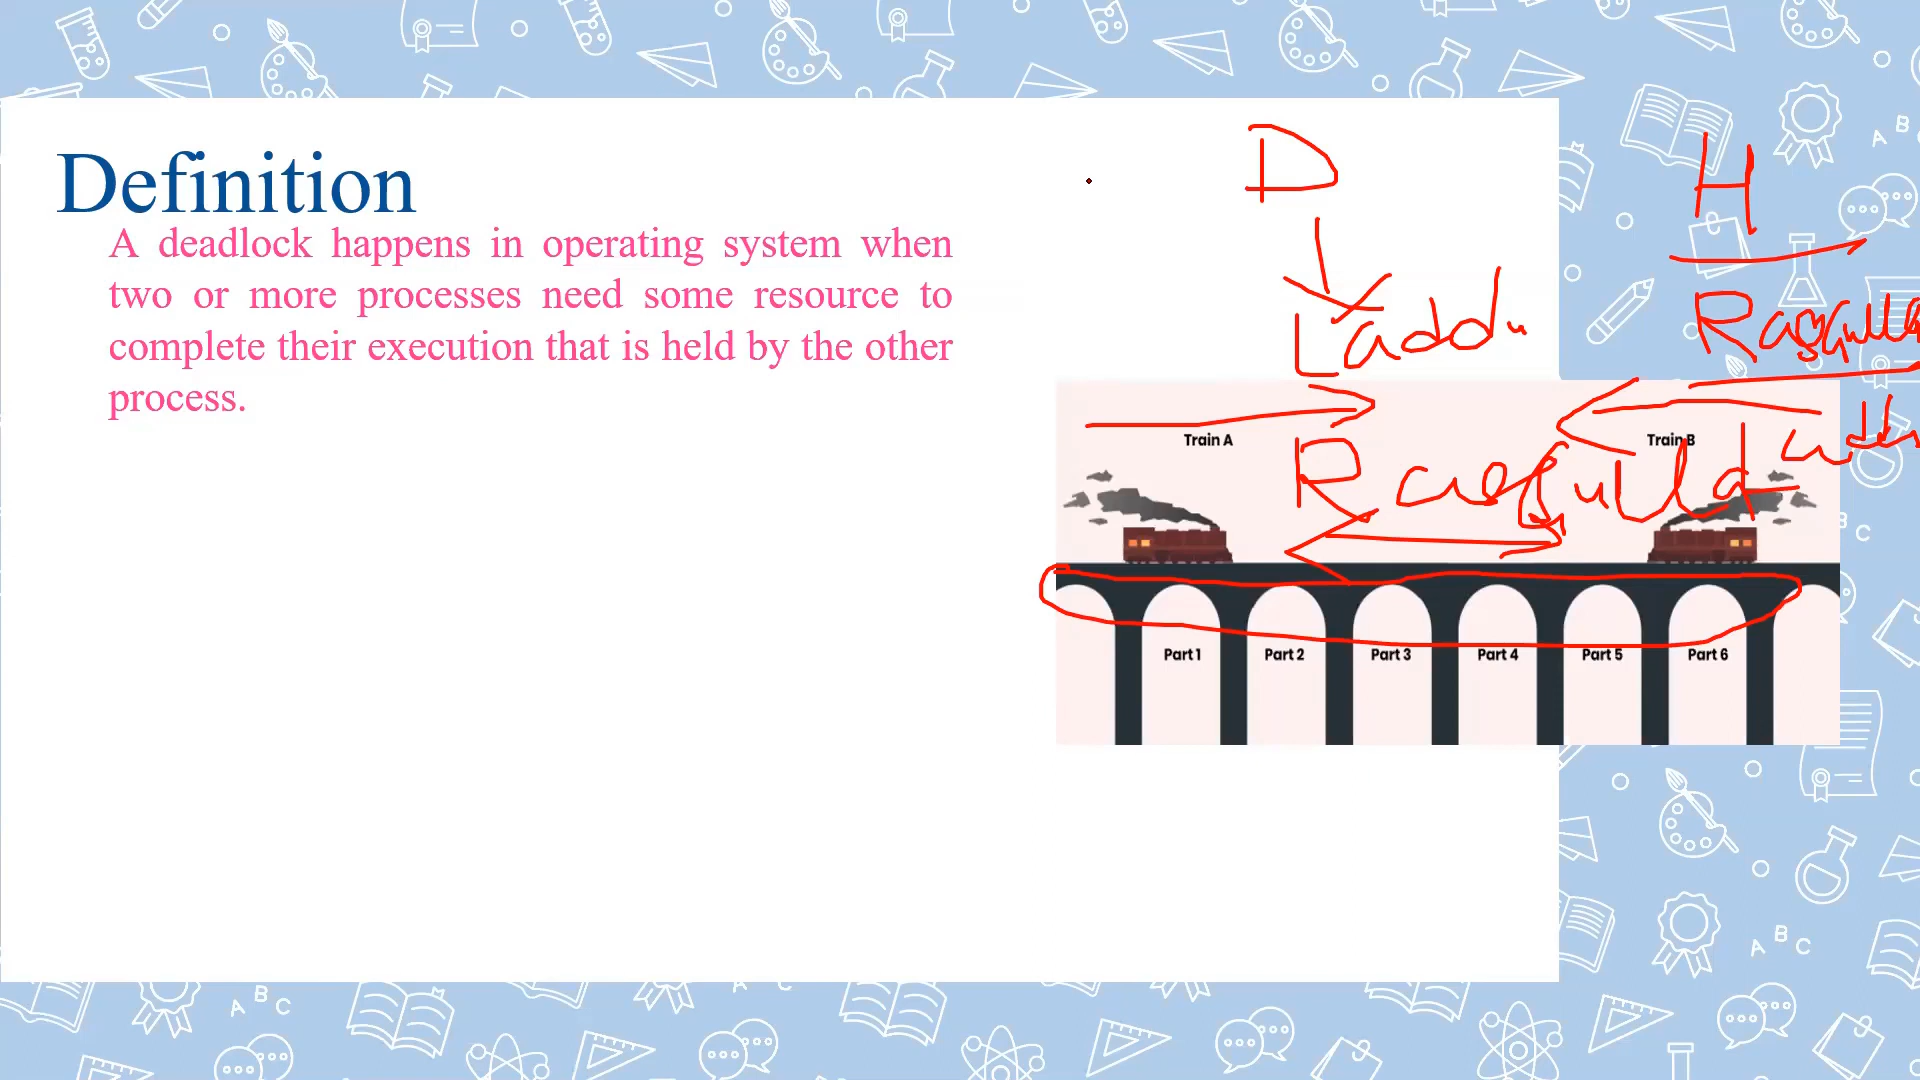 Definition
A deadlock happens in operating system when
two or more processes need some resource to
complete their execution that is held by the other
process.
D
H
Laddu
Train A
Train B
Part 1 Part 2 Part 3 Part 4 Part 5 Part 6